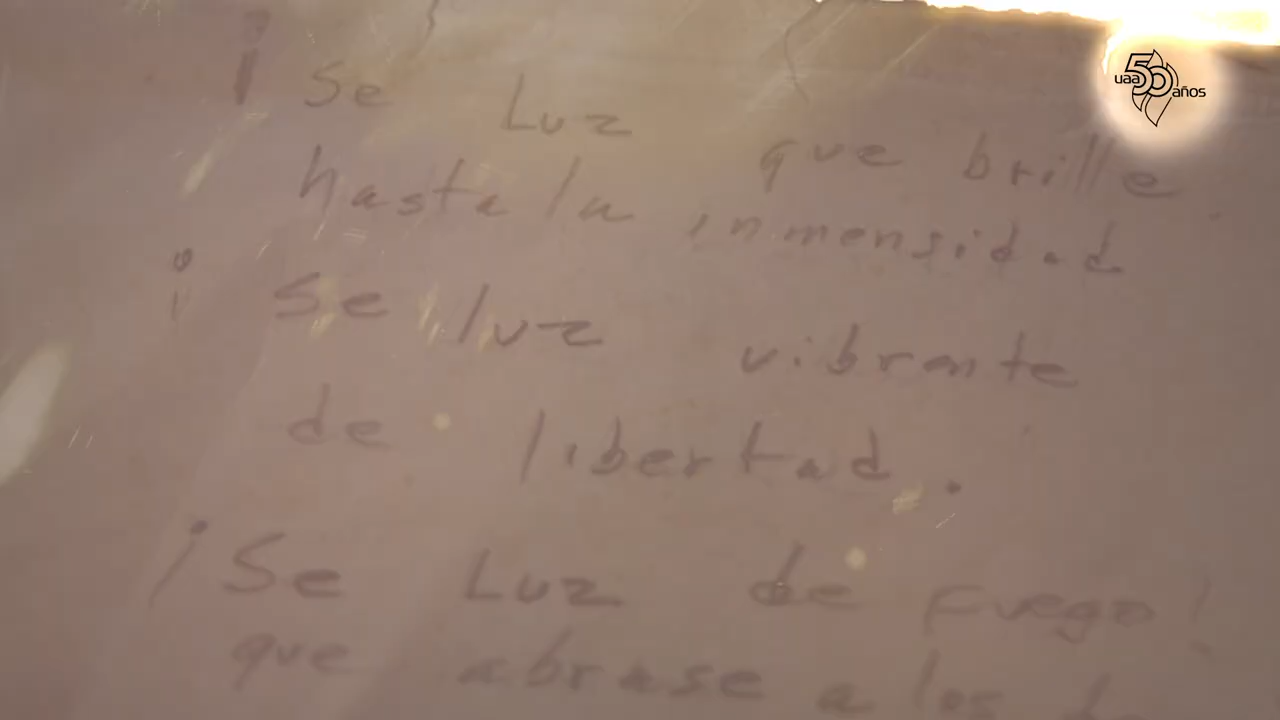 uaa 50 años
¡ Se Luz que brille
hasta la inmensidad
¡ Se luz vibrante
de libertad.
¡ Se Luz de fuego!
que abrase a los